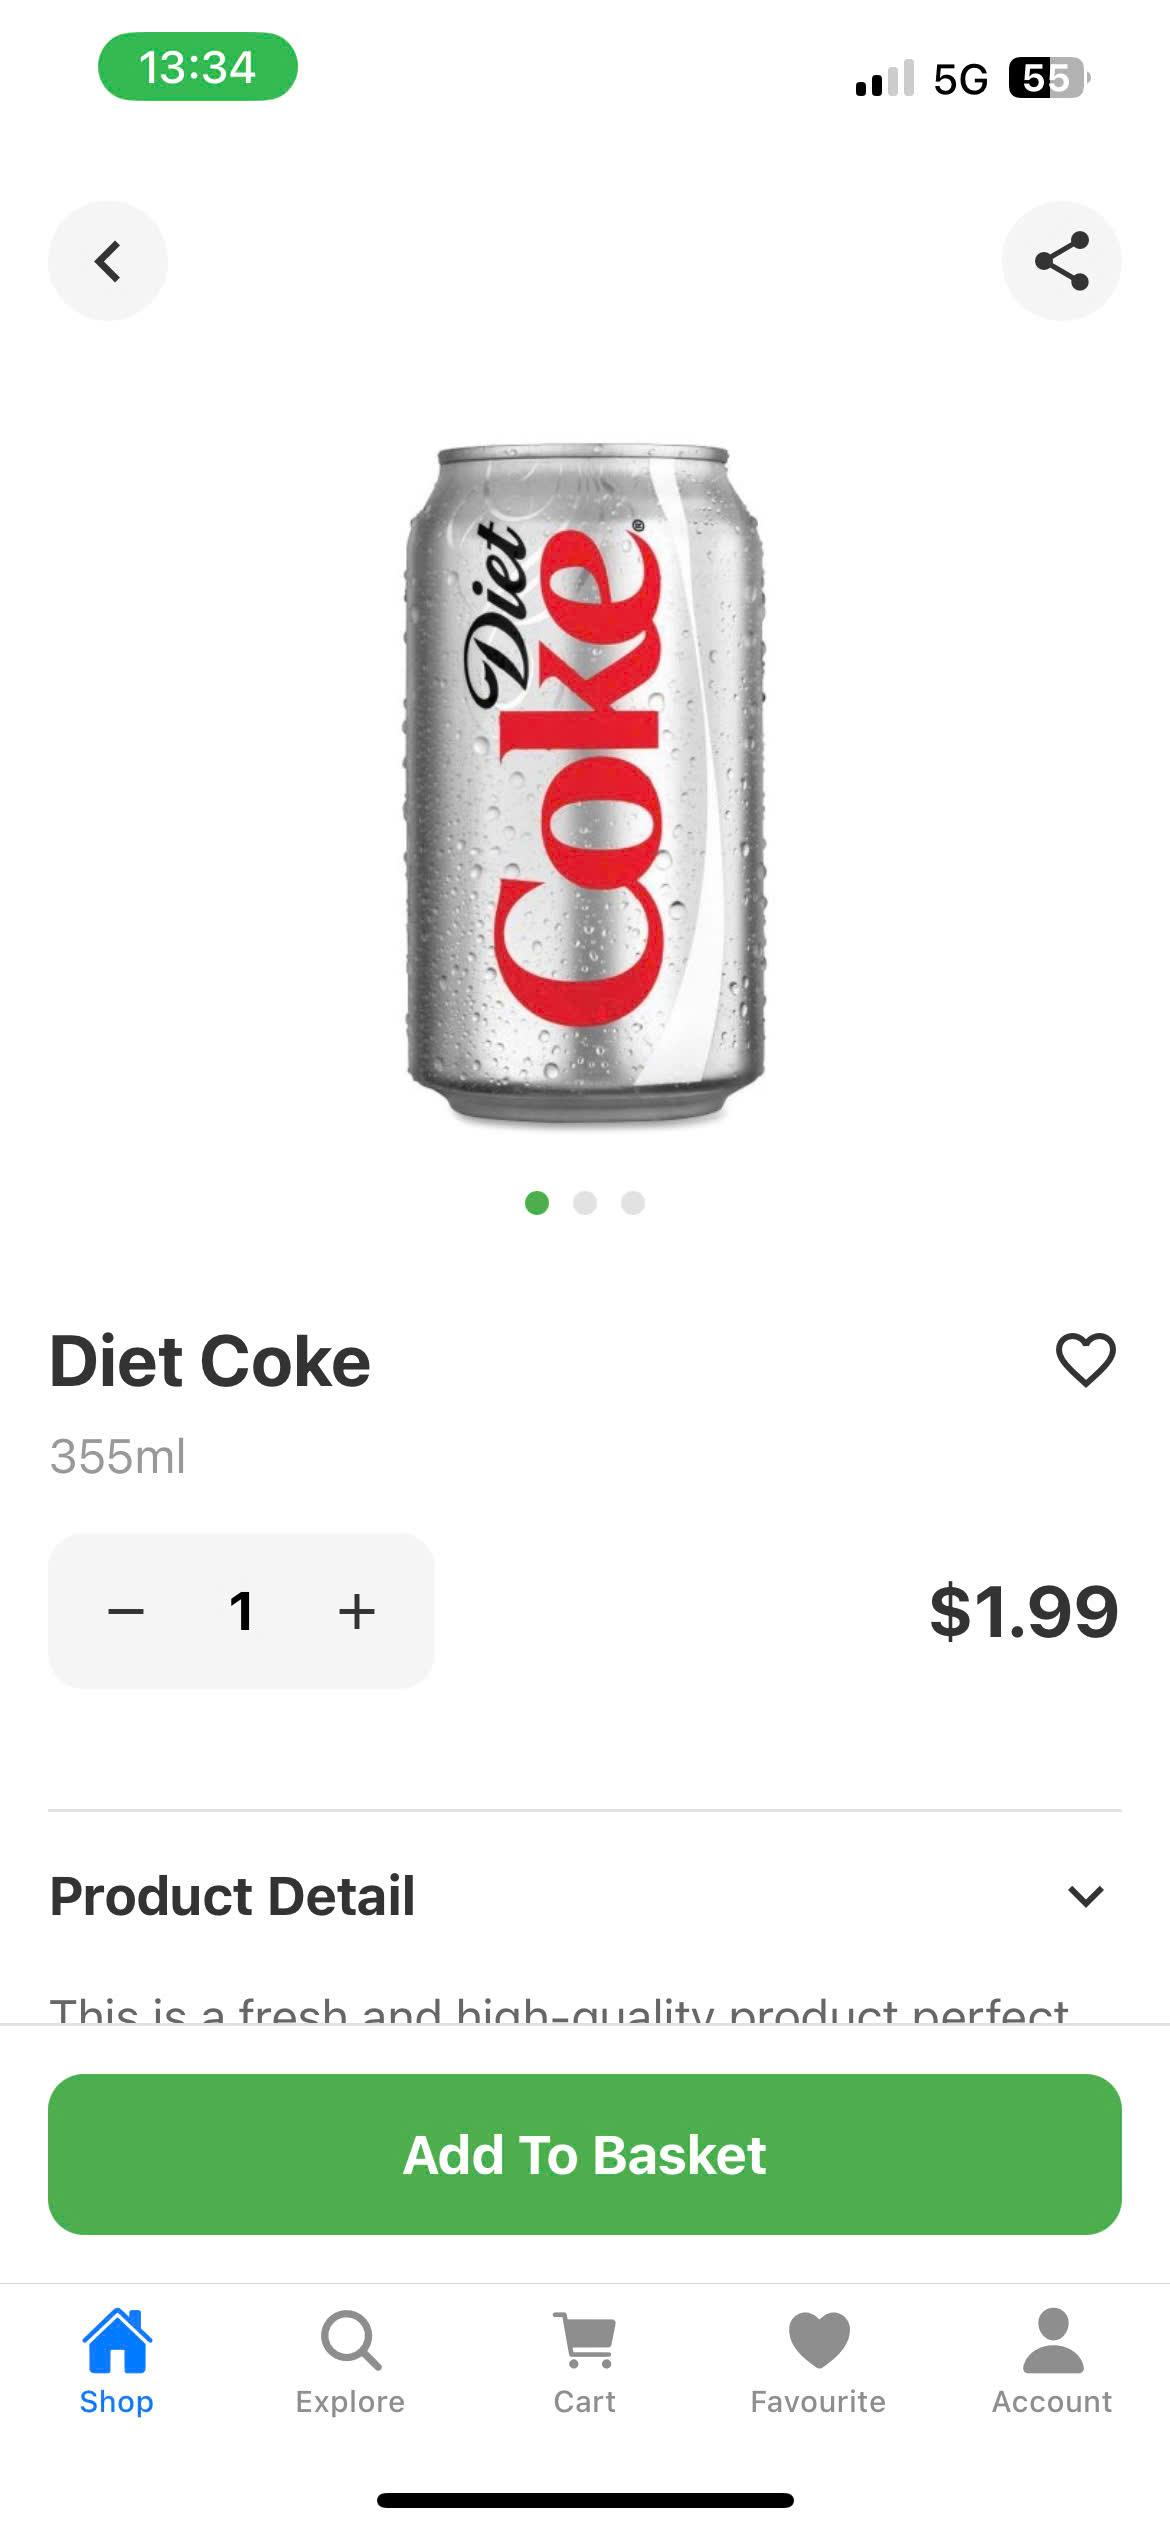 13:34
5G
55
Diet
Coke®
Diet Coke
355ml
− 1 +
$1.99
Product Detail
This is a fresh and high-quality product perfect
Add To Basket
Shop
Explore
Cart
Favourite
Account